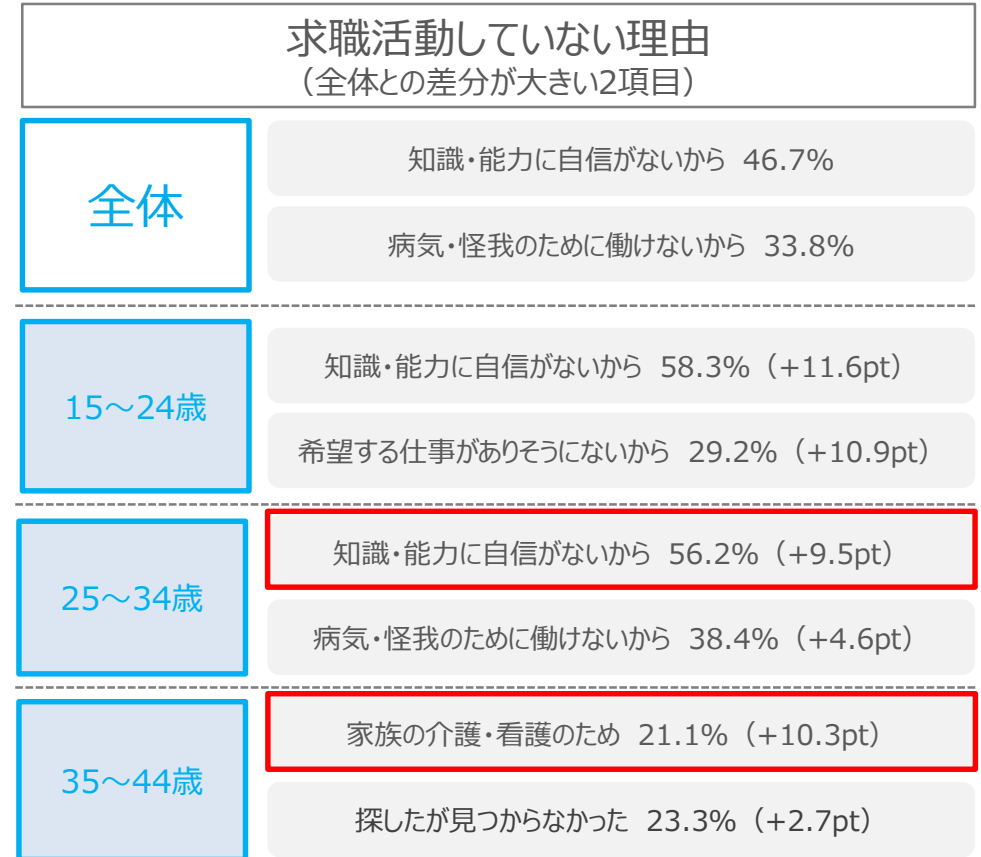 求職活動していない理由
（全体との差分が大きい2項目）
全体
知識・能力に自信がないから 46.7%
病気・怪我のために働けないから 33.8%
15～24歳
知識・能力に自信がないから 58.3%（+11.6pt）
希望する仕事がありそうにないから 29.2%（+10.9pt）
25～34歳
知識・能力に自信がないから 56.2%（+9.5pt）
病気・怪我のために働けないから 38.4%（+4.6pt）
35～44歳
家族の介護・看護のため 21.1%（+10.3pt）
探したが見つからなかった 23.3%（+2.7pt）